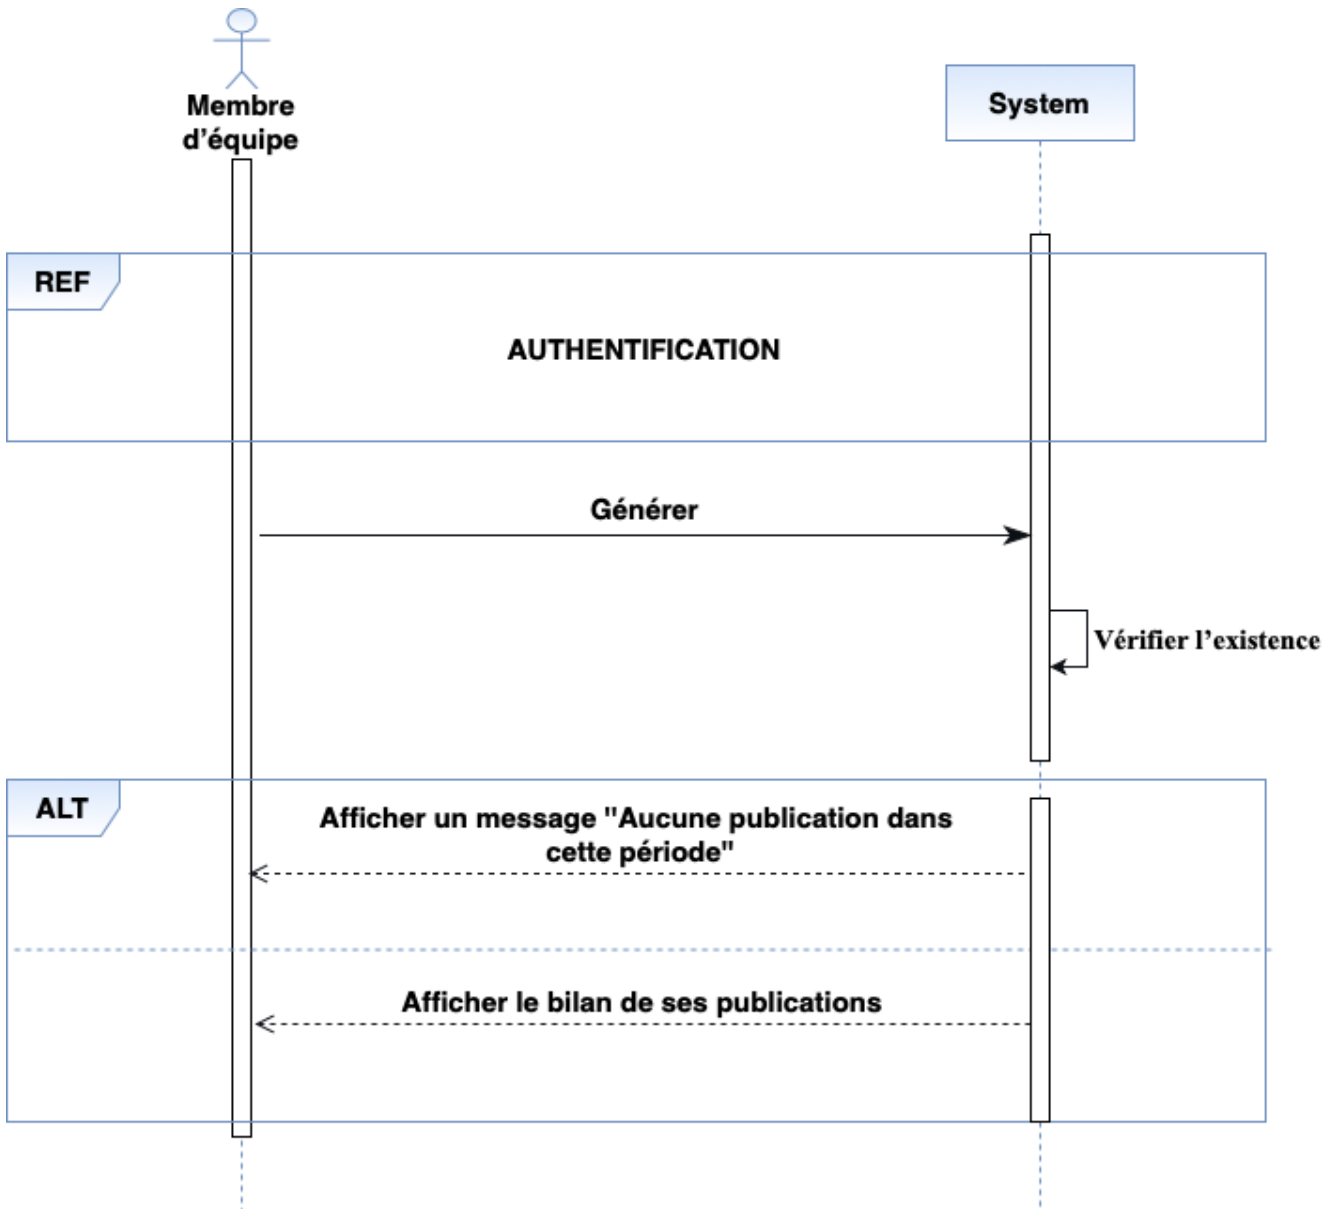 Membre
d’équipe
System
REF
AUTHENTIFICATION
Générer
Vérifier l’existence
ALT
Afficher un message "Aucune publication dans
cette période"
Afficher le bilan de ses publications